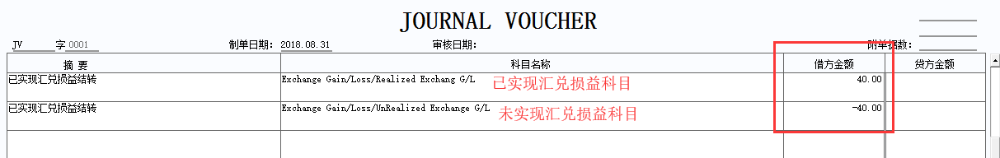 JOURNAL VOUCHER
JV 字 0001 制单日期: 2018.08.31 审核日期: 附单据数:
摘 要 科目名称 借方金额 贷方金额
已实现汇兑损益结转 Exchange Gain/Loss/Realized Exchang G/L 已实现汇兑损益科目 40.00
已实现汇兑损益结转 Exchange Gain/Loss/UnRealized Exchange G/L 未实现汇兑损益科目 -40.00